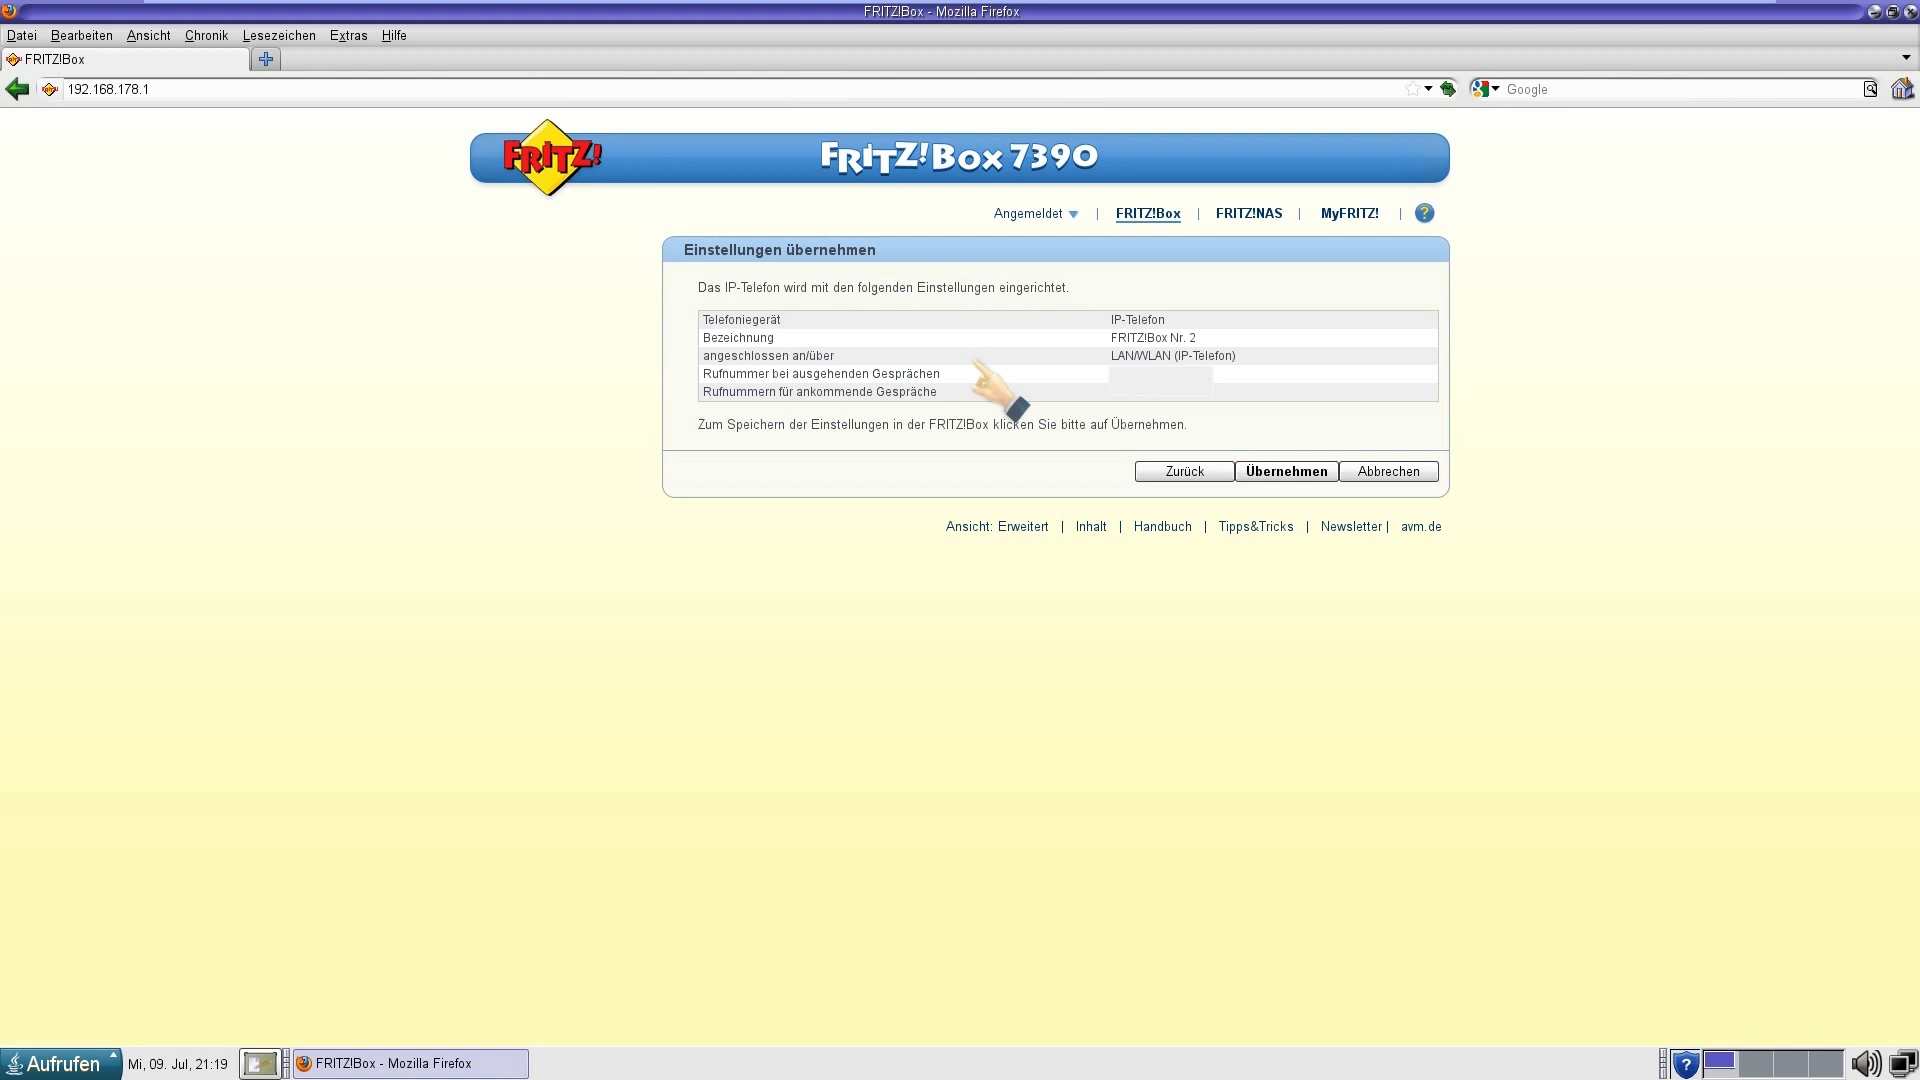 FRITZ!Box - Mozilla Firefox
Datei Bearbeiten Ansicht Chronik Lesezeichen Extras Hilfe
FRITZ!Box
192.168.178.1
Google
FRITZ!
FRITZ!Box 7390
Angemeldet | FRITZ!Box | FRITZ!NAS | MyFRITZ! | ?
Einstellungen übernehmen
Das IP-Telefon wird mit den folgenden Einstellungen eingerichtet.
Telefoniegerät IP-Telefon
Bezeichnung FRITZ!Box Nr. 2
angeschlossen an/über LAN/WLAN (IP-Telefon)
Rufnummer bei ausgehenden Gesprächen
Rufnummern für ankommende Gespräche
Zum Speichern der Einstellungen in der FRITZ!Box klicken Sie bitte auf Übernehmen.
Zurück Übernehmen Abbrechen
Ansicht: Erweitert | Inhalt | Handbuch | Tipps&Tricks | Newsletter | avm.de
Aufrufen Mi, 09. Jul, 21:19 FRITZ!Box - Mozilla Firefox ?